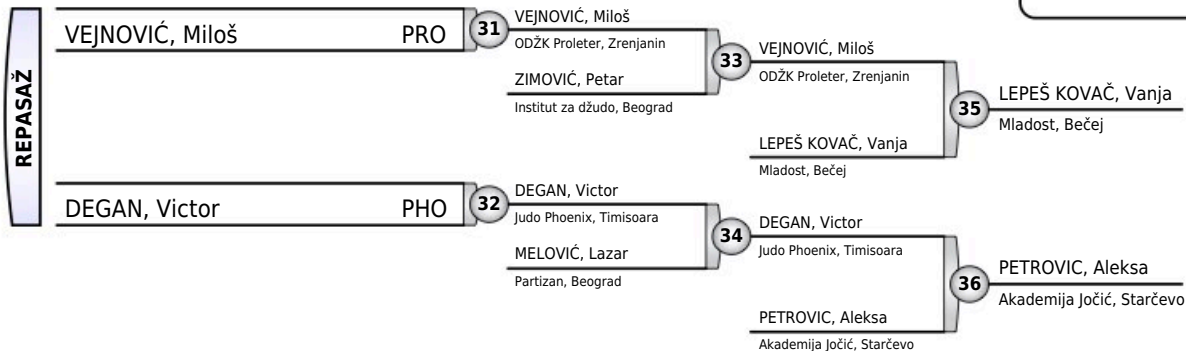 REPASAŽ
VEJNOVIĆ, Miloš PRO
31
VEJNOVIĆ, Miloš
ODŽK Proleter, Zrenjanin
ZIMOVIĆ, Petar
Institut za džudo, Beograd
33
VEJNOVIĆ, Miloš
ODŽK Proleter, Zrenjanin
LEPEŠ KOVAČ, Vanja
Mladost, Bečej
35
LEPEŠ KOVAČ, Vanja
Mladost, Bečej
DEGAN, Victor PHO
32
DEGAN, Victor
Judo Phoenix, Timisoara
MELOVIĆ, Lazar
Partizan, Beograd
34
DEGAN, Victor
Judo Phoenix, Timisoara
PETROVIC, Aleksa
Akademija Jočić, Starčevo
36
PETROVIC, Aleksa
Akademija Jočić, Starčevo